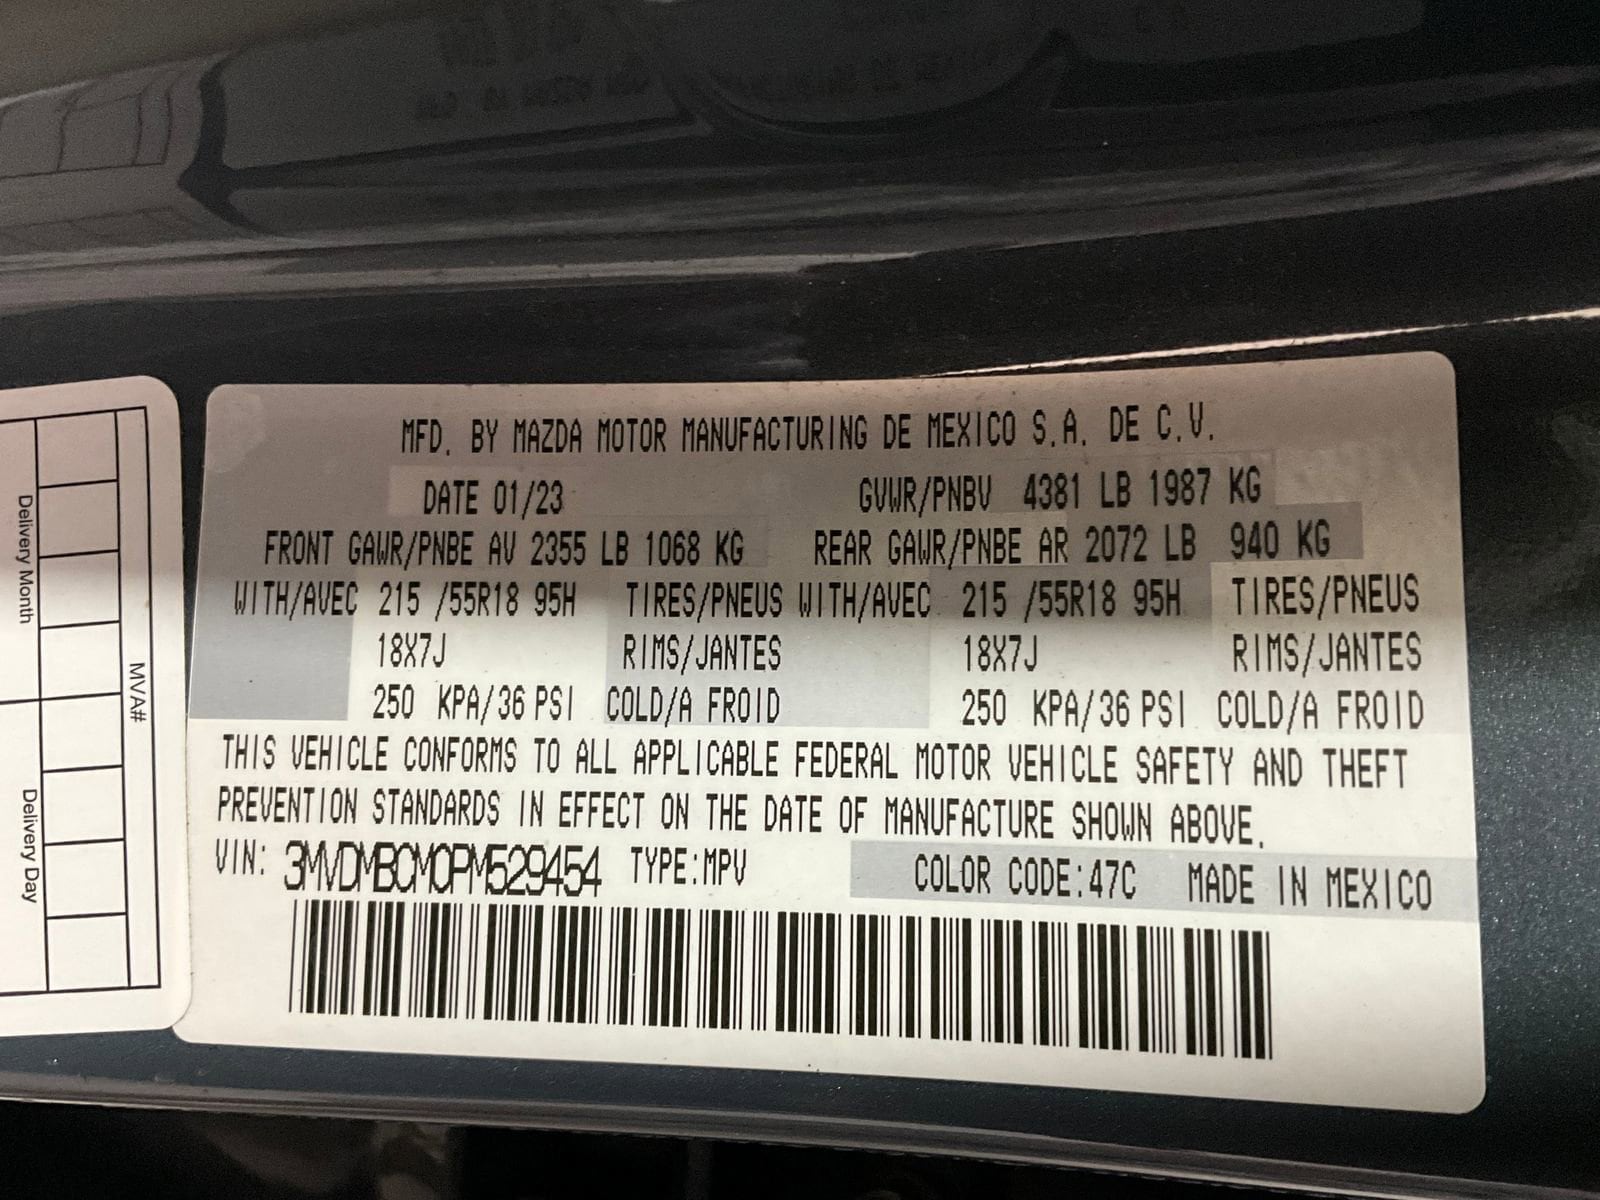 MFD. BY MAZDA MOTOR MANUFACTURING DE MEXICO S.A. DE C.V.
DATE 01/23 GVWR/PNBV 4381 LB 1987 KG
FRONT GAWR/PNBE AV 2355 LB 1068 KG REAR GAWR/PNBE AR 2072 LB 940 KG
WITH/AVEC 215 /55R18 95H TIRES/PNEUS WITH/AVEC 215 /55R18 95H TIRES/PNEUS
18X7J RIMS/JANTES 18X7J RIMS/JANTES
250 KPA/36 PSI COLD/A FROID 250 KPA/36 PSI COLD/A FROID
THIS VEHICLE CONFORMS TO ALL APPLICABLE FEDERAL MOTOR VEHICLE SAFETY AND THEFT
PREVENTION STANDARDS IN EFFECT ON THE DATE OF MANUFACTURE SHOWN ABOVE.
VIN: 3MVDMBCM0PM529454 TYPE:MPV COLOR CODE:47C MADE IN MEXICO
MVA#
Delivery Month
Delivery Day